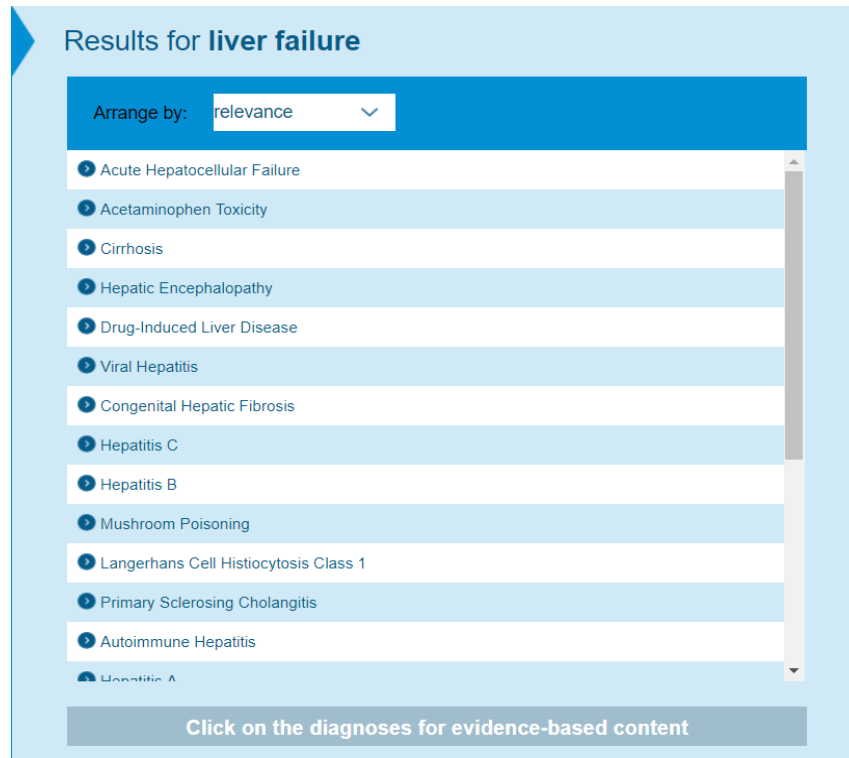 Results for liver failure
Arrange by: relevance
Acute Hepatocellular Failure
Acetaminophen Toxicity
Cirrhosis
Hepatic Encephalopathy
Drug-Induced Liver Disease
Viral Hepatitis
Congenital Hepatic Fibrosis
Hepatitis C
Hepatitis B
Mushroom Poisoning
Langerhans Cell Histiocytosis Class 1
Primary Sclerosing Cholangitis
Autoimmune Hepatitis
Hepatitis A
Click on the diagnoses for evidence-based content